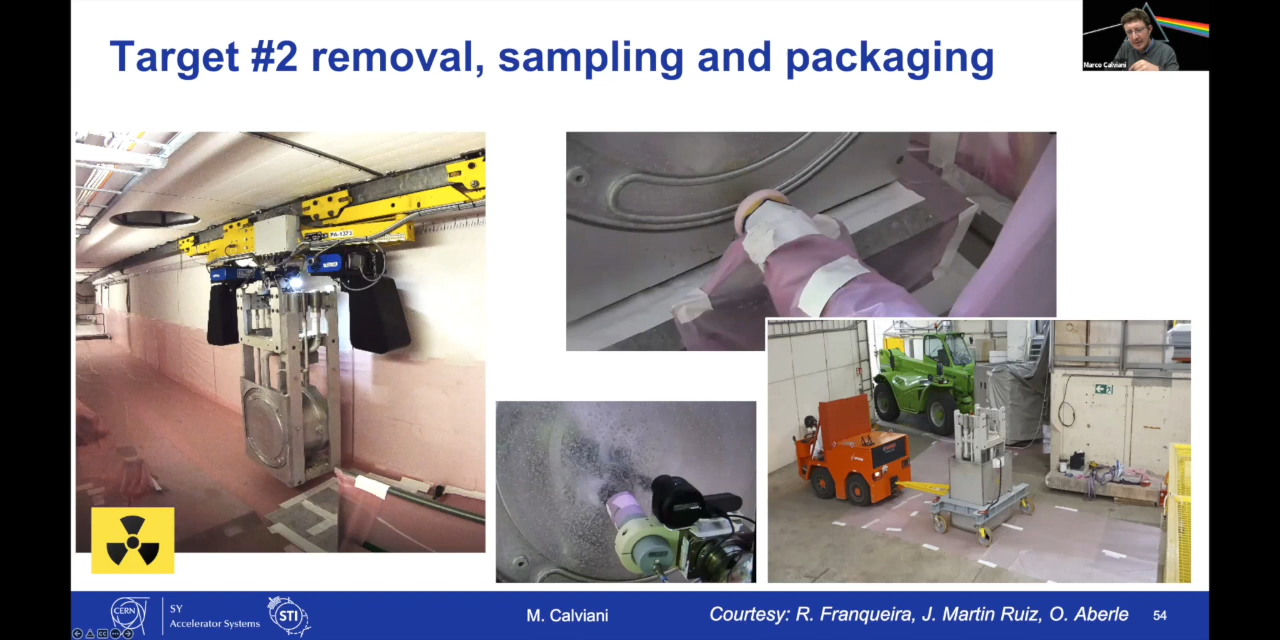 Target #2 removal, sampling and packaging
Marco Calviani
PA-1373
CERN
SY
Accelerator Systems
STI
M. Calviani
Courtesy: R. Franqueira, J. Martin Ruiz, O. Aberle
54